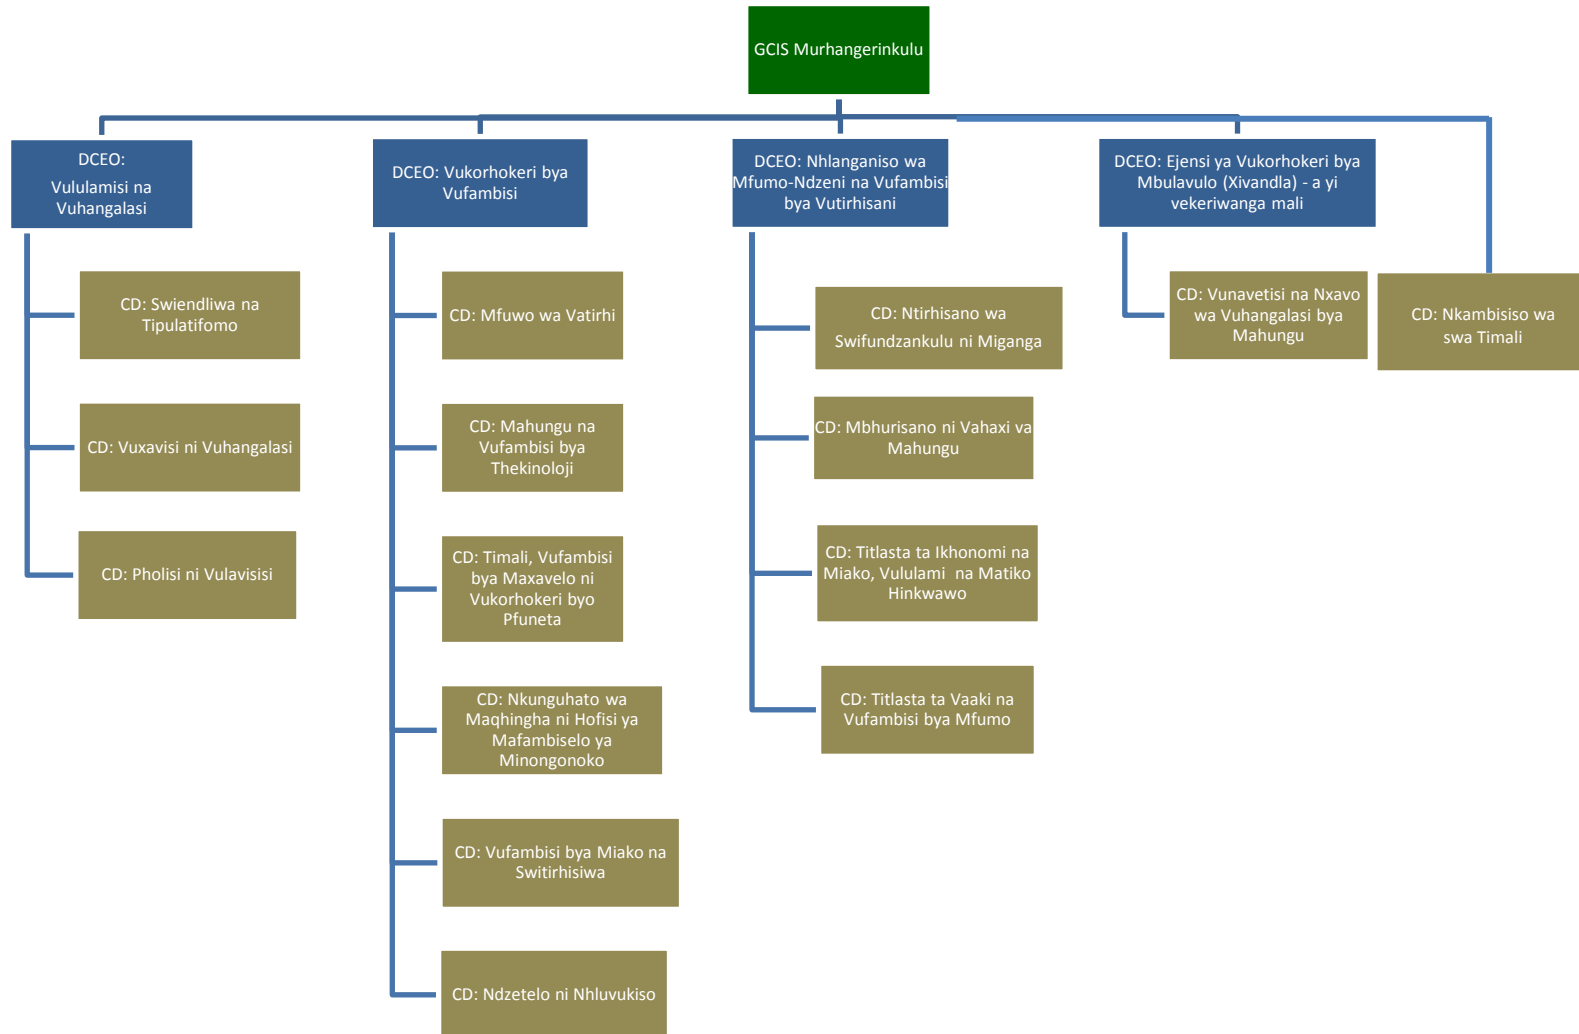 GCIS Murhangerinkulu
DCEO:
Vululamisi na
Vuhangalasi
CD: Swiendliwa na
Tipulatifomo
CD: Vuxavisi ni Vuhangalasi
CD: Pholisi ni Vulavisisi
DCEO: Vukorhokeri bya
Vufambisi
CD: Mfuwo wa Vatirhi
CD: Mahungu na
Vufambisi bya
Thekinoloji
CD: Timali, Vufambisi
bya Maxavelo ni
Vukorhokeri byo
Pfuneta
CD: Nkunguhato wa
Maqhingha ni Hofisi ya
Mafambiselo ya
Minongonoko
CD: Vufambisi bya Miako na
Switirhisiwa
CD: Ndzetelo ni Nhluvukiso
DCEO: Nhlanganiso wa
Mfumo-Ndzeni na Vufambisi
bya Vutirhisani
CD: Ntirhisano wa
Swifundzankulu ni Miganga
CD: Mbhurisano ni Vahaxi va
Mahungu
CD: Titlasta ta Ikhonomi na
Miako, Vululami na Matiko
Hinkwawo
CD: Titlasta ta Vaaki na
Vufambisi bya Mfumo
DCEO: Ejensi ya Vukorhokeri bya
Mbulavulo (Xivandla) - a yi
vekeriwanga mali
CD: Vunavetisi na Nxavo
wa Vuhangalasi bya
Mahungu
CD: Nkambisiso wa
swa Timali